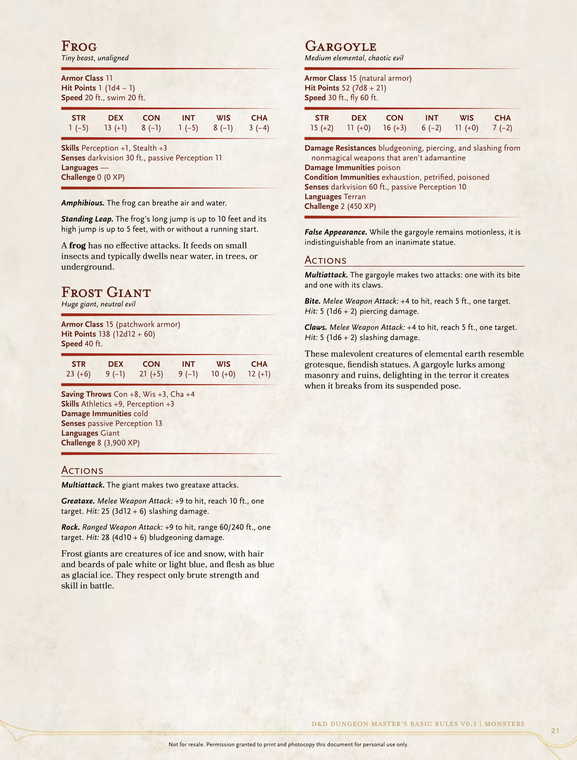 Frog
Tiny beast, unaligned
Armor Class 11
Hit Points 1 (1d4 – 1)
Speed 20 ft., swim 20 ft.
STR DEX CON INT WIS CHA
1 (–5) 13 (+1) 8 (–1) 1 (–5) 8 (–1) 3 (–4)
Skills Perception +1, Stealth +3
Senses darkvision 30 ft., passive Perception 11
Languages —
Challenge 0 (0 XP)
Amphibious. The frog can breathe air and water.
Standing Leap. The frog's long jump is up to 10 feet and its
high jump is up to 5 feet, with or without a running start.
A frog has no effective attacks. It feeds on small
insects and typically dwells near water, in trees, or
underground.
Frost Giant
Huge giant, neutral evil
Armor Class 15 (patchwork armor)
Hit Points 138 (12d12 + 60)
Speed 40 ft.
STR DEX CON INT WIS CHA
23 (+6) 9 (–1) 21 (+5) 9 (–1) 10 (+0) 12 (+1)
Saving Throws Con +8, Wis +3, Cha +4
Skills Athletics +9, Perception +3
Damage Immunities cold
Senses passive Perception 13
Languages Giant
Challenge 8 (3,900 XP)
Actions
Multiattack. The giant makes two greataxe attacks.
Greataxe. Melee Weapon Attack: +9 to hit, reach 10 ft., one
target. Hit: 25 (3d12 + 6) slashing damage.
Rock. Ranged Weapon Attack: +9 to hit, range 60/240 ft., one
target. Hit: 28 (4d10 + 6) bludgeoning damage.
Frost giants are creatures of ice and snow, with hair
and beards of pale white or light blue, and flesh as blue
as glacial ice. They respect only brute strength and
skill in battle.
Gargoyle
Medium elemental, chaotic evil
Armor Class 15 (natural armor)
Hit Points 52 (7d8 + 21)
Speed 30 ft., fly 60 ft.
STR DEX CON INT WIS CHA
15 (+2) 11 (+0) 16 (+3) 6 (–2) 11 (+0) 7 (–2)
Damage Resistances bludgeoning, piercing, and slashing from
nonmagical weapons that aren't adamantine
Damage Immunities poison
Condition Immunities exhaustion, petrified, poisoned
Senses darkvision 60 ft., passive Perception 10
Languages Terran
Challenge 2 (450 XP)
False Appearance. While the gargoyle remains motionless, it is
indistinguishable from an inanimate statue.
Actions
Multiattack. The gargoyle makes two attacks: one with its bite
and one with its claws.
Bite. Melee Weapon Attack: +4 to hit, reach 5 ft., one target.
Hit: 5 (1d6 + 2) piercing damage.
Claws. Melee Weapon Attack: +4 to hit, reach 5 ft., one target.
Hit: 5 (1d6 + 2) slashing damage.
These malevolent creatures of elemental earth resemble
grotesque, fiendish statues. A gargoyle lurks among
masonry and ruins, delighting in the terror it creates
when it breaks from its suspended pose.
D&D Dungeon Master's Basic Rules v0.3 | Monsters
21
Not for resale. Permission granted to print and photocopy this document for personal use only.